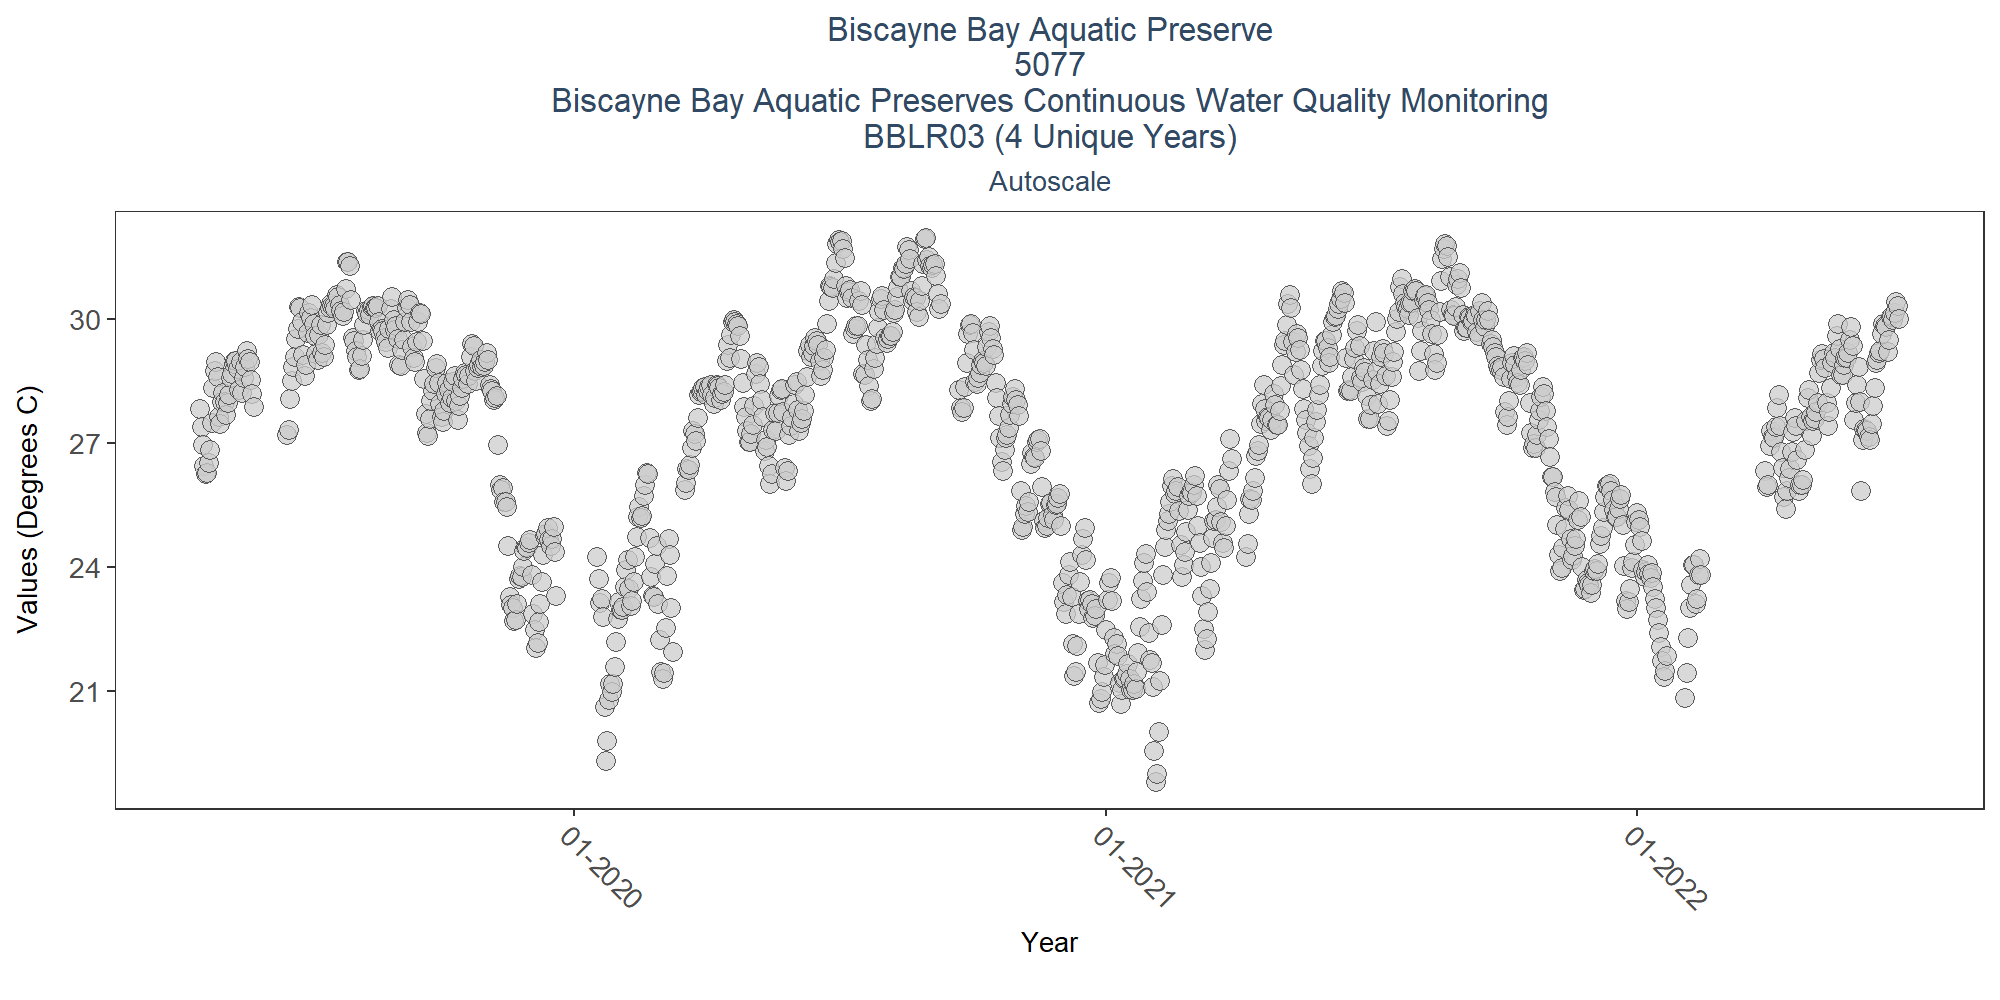 Biscayne Bay Aquatic Preserve
5077
Biscayne Bay Aquatic Preserves Continuous Water Quality Monitoring
BBLR03 (4 Unique Years)
Autoscale
Values (Degrees C)
30
27
24
21
01-2020
01-2021
01-2022
Year